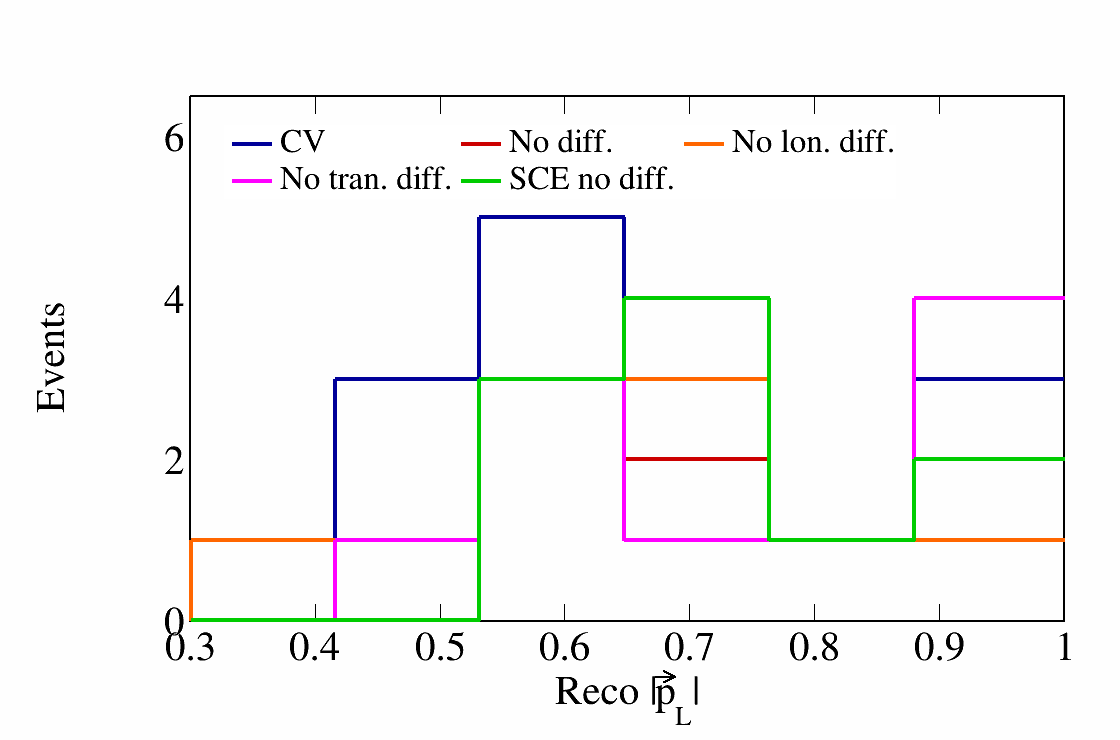 6
CV No diff. No lon. diff.
No tran. diff. SCE no diff.
4
Events
2
0
0.3 0.4 0.5 0.6 0.7 0.8 0.9 1
Reco |p⃗_L|